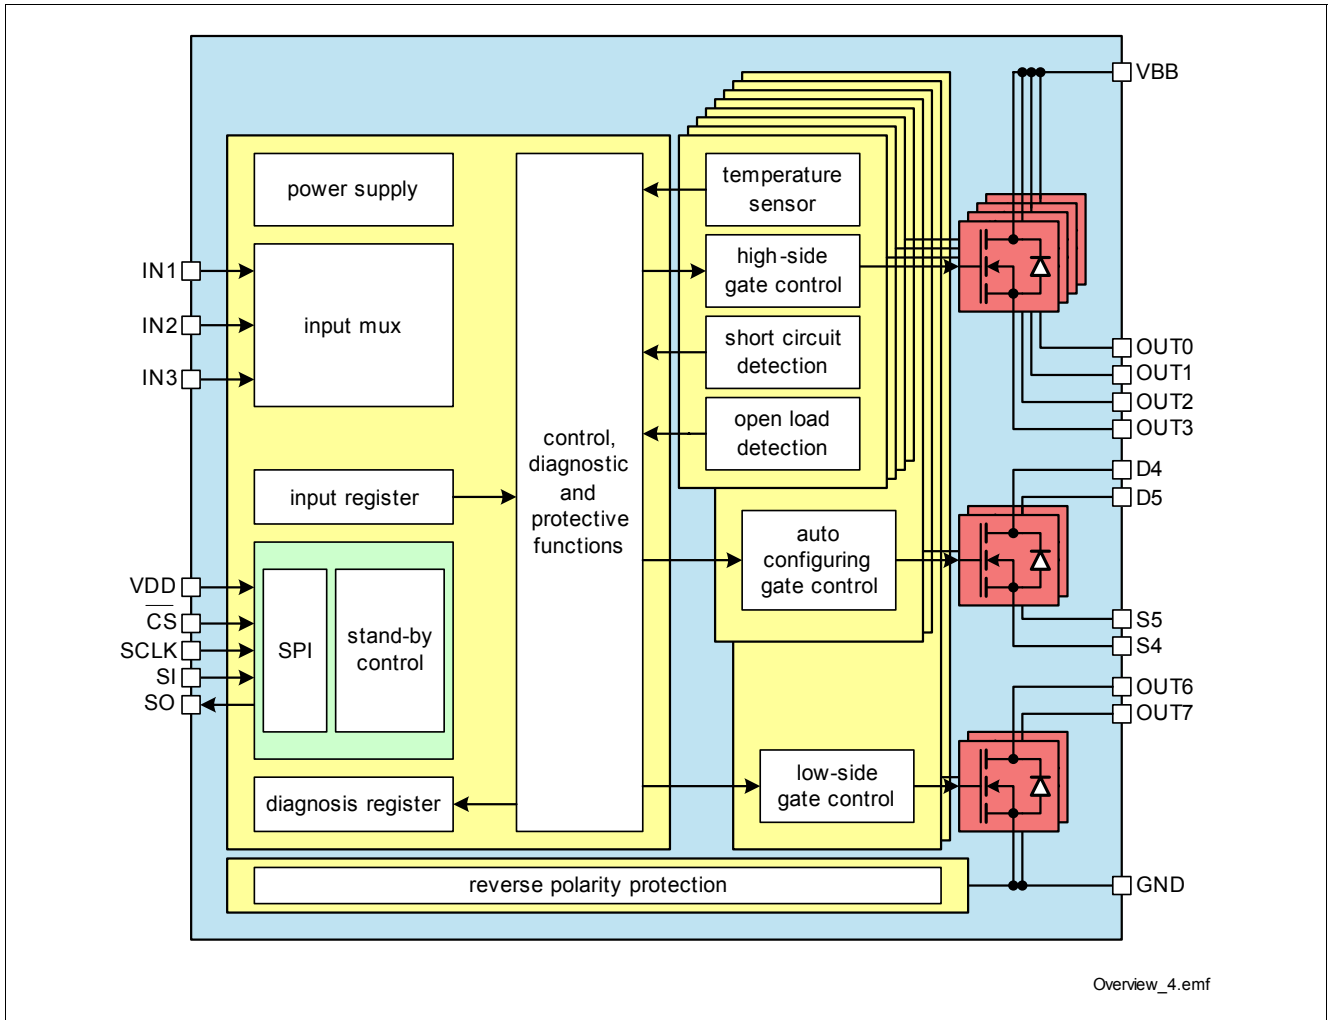 VBB
power supply
temperature
sensor
IN1
IN2
IN3
input mux
high-side
gate control
short circuit
detection
open load
detection
OUT0
OUT1
OUT2
OUT3
control,
diagnostic
and
protective
functions
input register
D4
D5
auto
configuring
gate control
VDD
CS
SCLK
SI
SO
SPI
stand-by
control
S5
S4
OUT6
OUT7
low-side
gate control
diagnosis register
reverse polarity protection
GND
Overview_4.emf